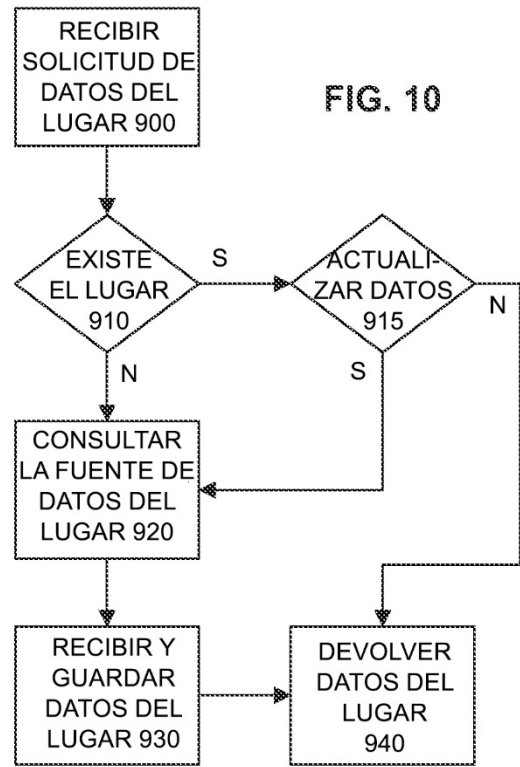 RECIBIR
SOLICITUD DE
DATOS DEL
LUGAR 900
FIG. 10
EXISTE
EL LUGAR
910
S
ACTUALI-
ZAR DATOS
915
N
N
S
CONSULTAR
LA FUENTE DE
DATOS DEL
LUGAR 920
RECIBIR Y
GUARDAR
DATOS DEL
LUGAR 930
DEVOLVER
DATOS DEL
LUGAR
940